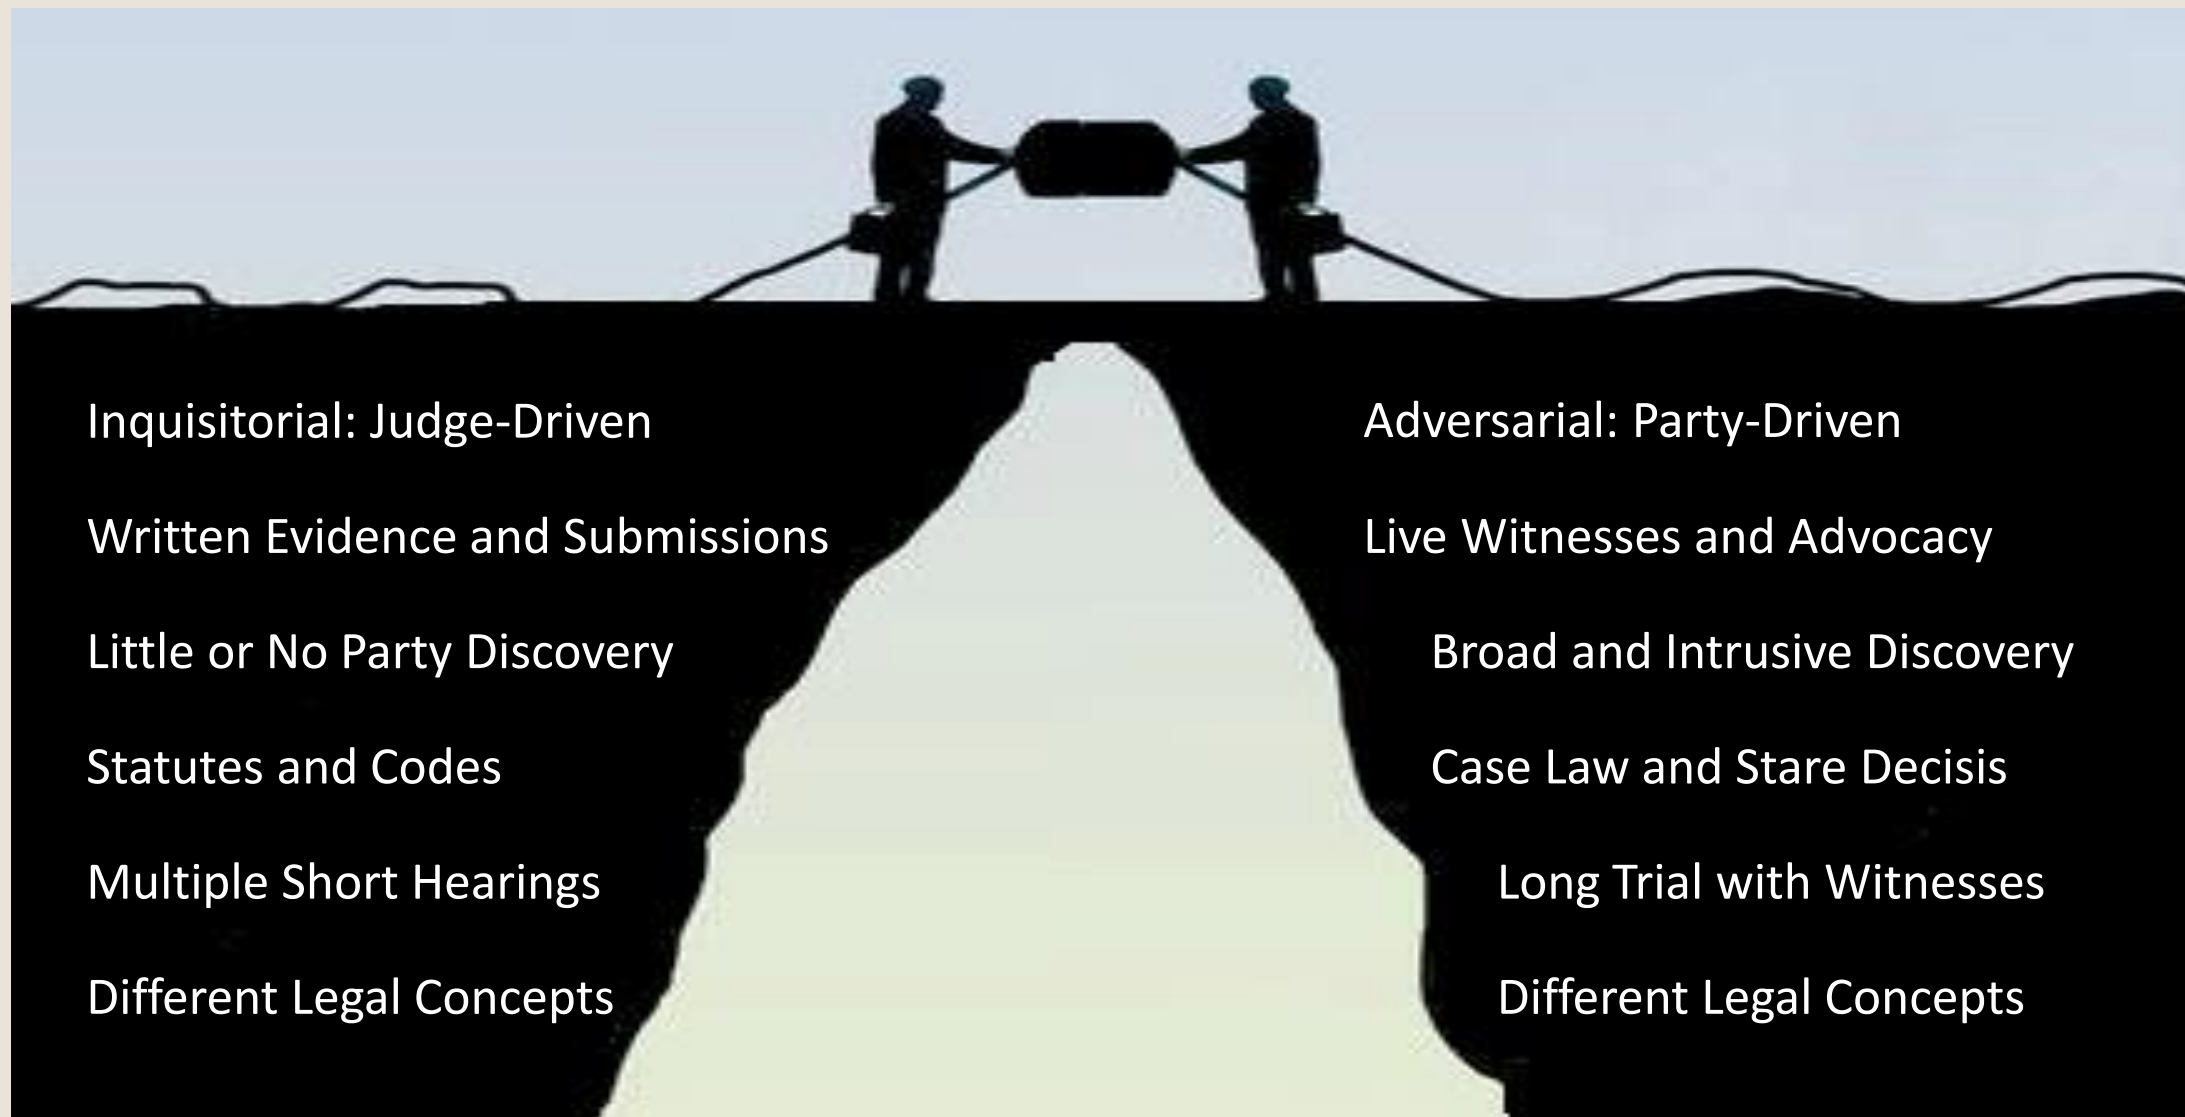 Inquisitorial: Judge-Driven
Written Evidence and Submissions
Little or No Party Discovery
Statutes and Codes
Multiple Short Hearings
Different Legal Concepts
Adversarial: Party-Driven
Live Witnesses and Advocacy
Broad and Intrusive Discovery
Case Law and Stare Decisis
Long Trial with Witnesses
Different Legal Concepts